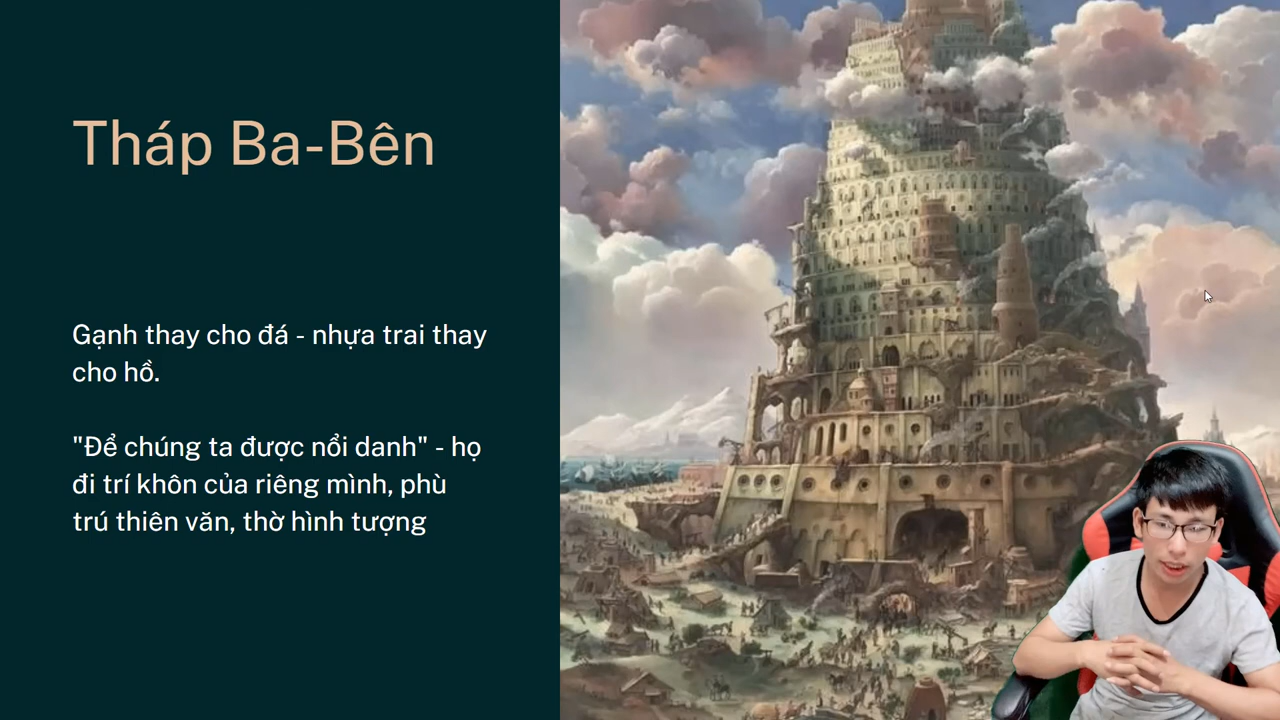 Tháp Ba-Bên
Gạnh thay cho đá - nhựa trai thay
cho hồ.
"Để chúng ta được nổi danh" - họ
đi trí khôn của riêng mình, phù
trú thiên văn, thờ hình tượng